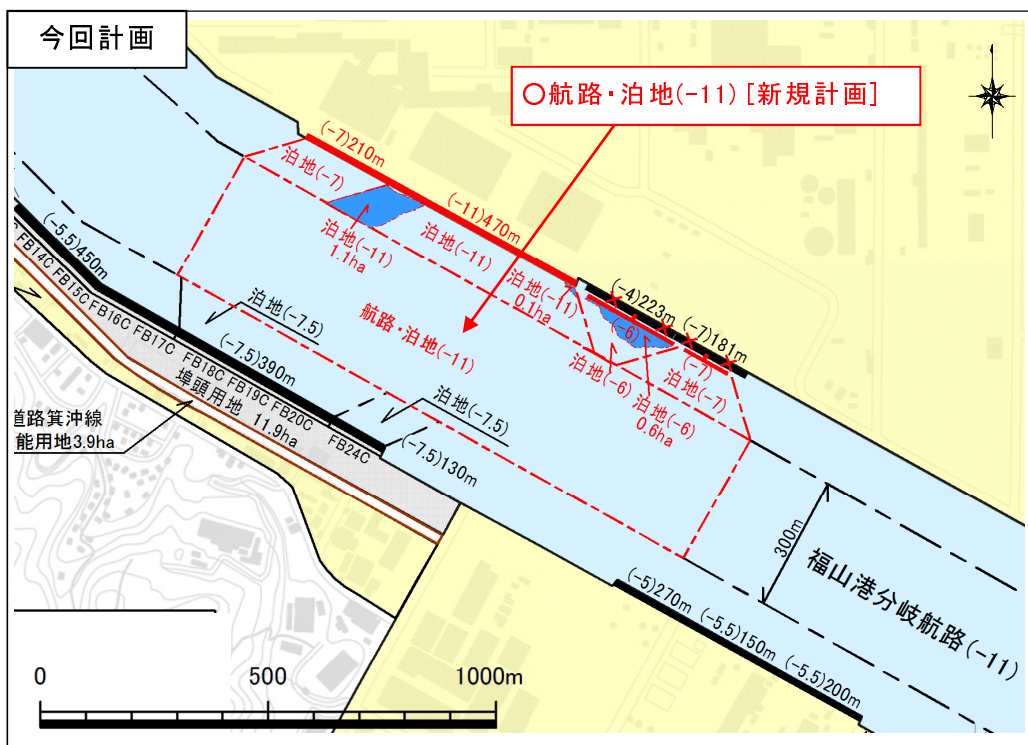 今回計画
○航路・泊地(-11) [新規計画]
(-7)210m
泊地(-7)
泊地(-11)
1.1ha
(-11)470m
泊地(-11)
泊地(-11)
0.1ha
(-4)223m
(-7)181m
(-6)
(-7)
泊地(-7)
泊地(-6)
泊地(-6)
0.6ha
航路・泊地(-11)
(-5.5)450m
泊地(-7.5)
(-7.5)390m
泊地(-7.5)
(-7.5)130m
FB14C
FB15C
FB16C
FB17C
FB18C
FB19C
FB20C
FB24C
埠頭用地 11.9ha
道路箕沖線
能用地3.9ha
300m
福山港分岐航路(-11)
(-5)270m
(-5.5)150m
(-5.5)200m
0 500 1000m